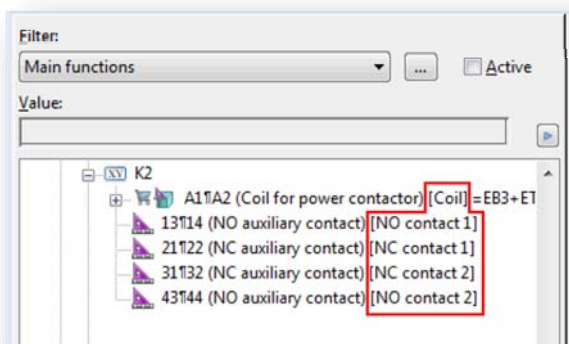 Filter:
Main functions
...
Active
Value:
XY K2
A1¶A2 (Coil for power contactor) [Coil] =EB3+ET
13¶14 (NO auxiliary contact) [NO contact 1]
21¶22 (NC auxiliary contact) [NC contact 1]
31¶32 (NC auxiliary contact) [NC contact 2]
43¶44 (NO auxiliary contact) [NO contact 2]